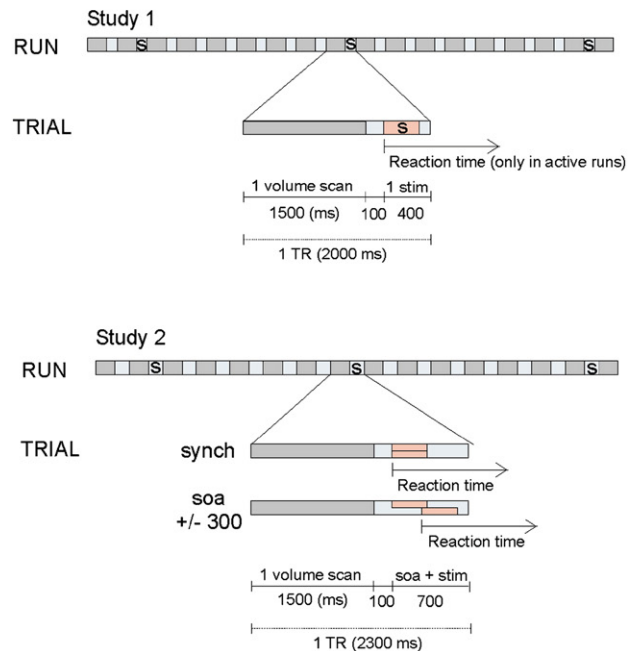 Study 1
RUN S S S
TRIAL S
Reaction time (only in active runs)
1 volume scan 1 stim
1500 (ms) 100 400
1 TR (2000 ms)
Study 2
RUN S S S
TRIAL synch
Reaction time
soa
+/- 300
Reaction time
1 volume scan soa + stim
1500 (ms) 100 700
1 TR (2300 ms)